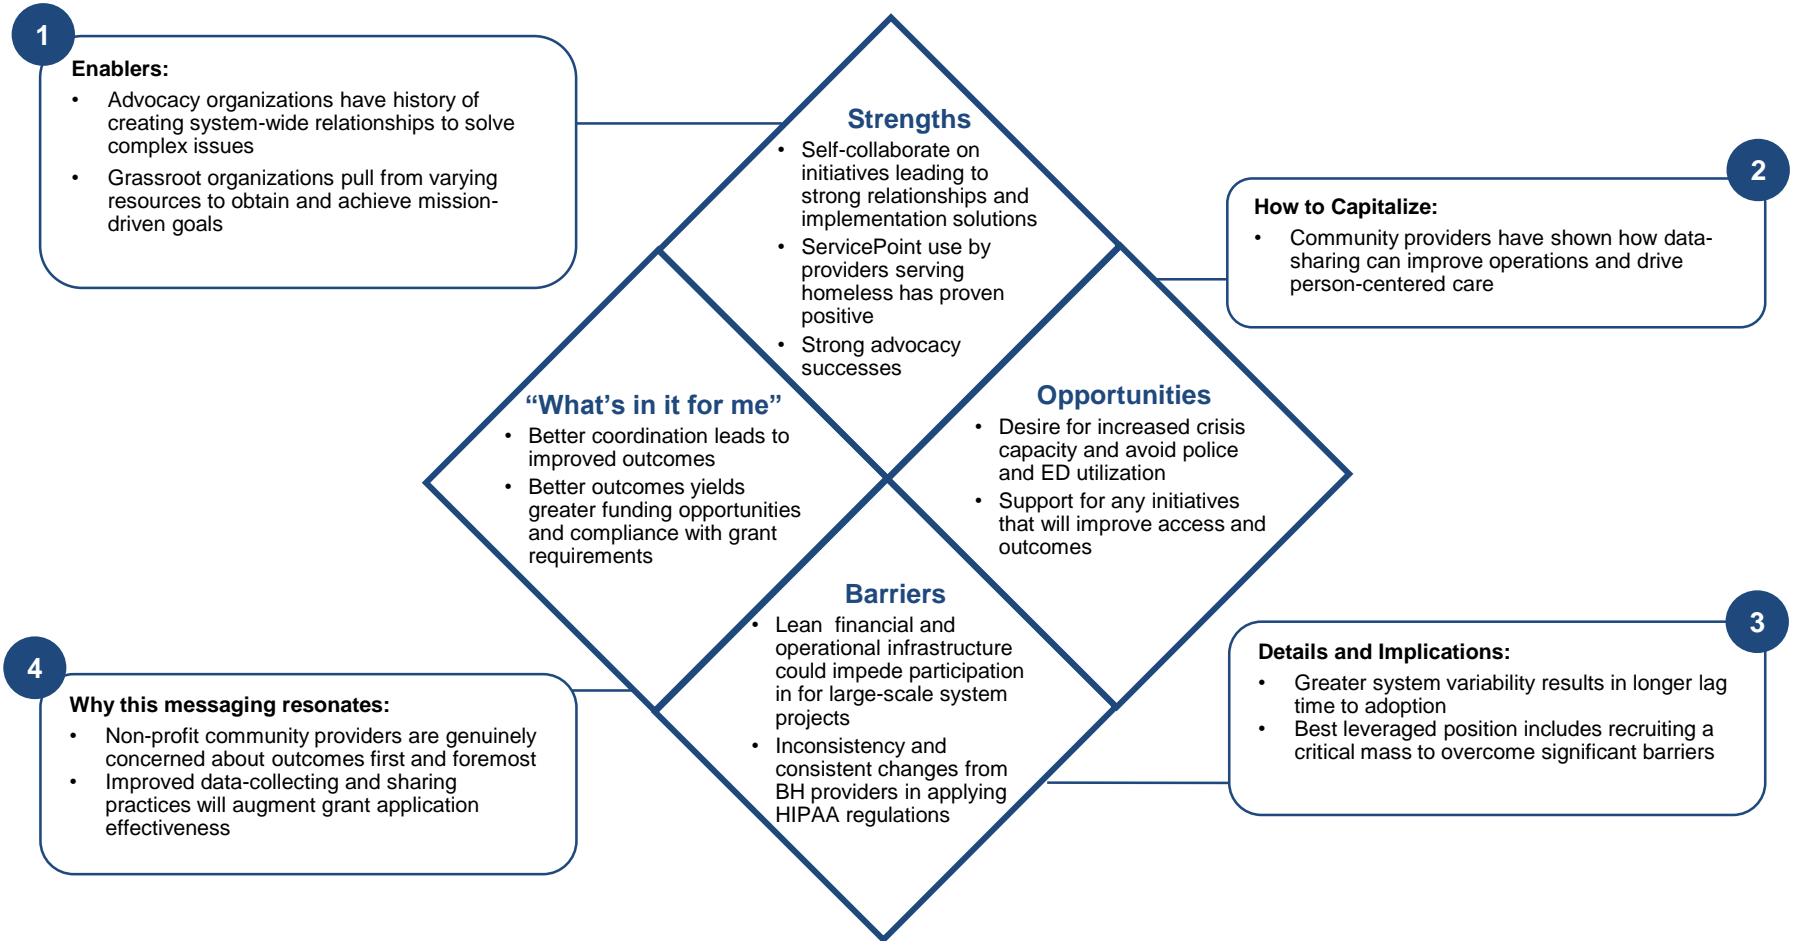 1
Enablers:
• Advocacy organizations have history of
creating system-wide relationships to solve
complex issues
• Grassroot organizations pull from varying
resources to obtain and achieve mission-
driven goals
Strengths
• Self-collaborate on
initiatives leading to
strong relationships and
implementation solutions
• ServicePoint use by
providers serving
homeless has proven
positive
• Strong advocacy
successes
2
How to Capitalize:
• Community providers have shown how data-
sharing can improve operations and drive
person-centered care
“What’s in it for me”
• Better coordination leads to
improved outcomes
• Better outcomes yields
greater funding opportunities
and compliance with grant
requirements
Opportunities
• Desire for increased crisis
capacity and avoid police
and ED utilization
• Support for any initiatives
that will improve access and
outcomes
Barriers
• Lean  financial and
operational infrastructure
could impede participation
in for large-scale system
projects
• Inconsistency and
consistent changes from
BH providers in applying
HIPAA regulations
3
Details and Implications:
• Greater system variability results in longer lag
time to adoption
• Best leveraged position includes recruiting a
critical mass to overcome significant barriers
4
Why this messaging resonates:
• Non-profit community providers are genuinely
concerned about outcomes first and foremost
• Improved data-collecting and sharing
practices will augment grant application
effectiveness